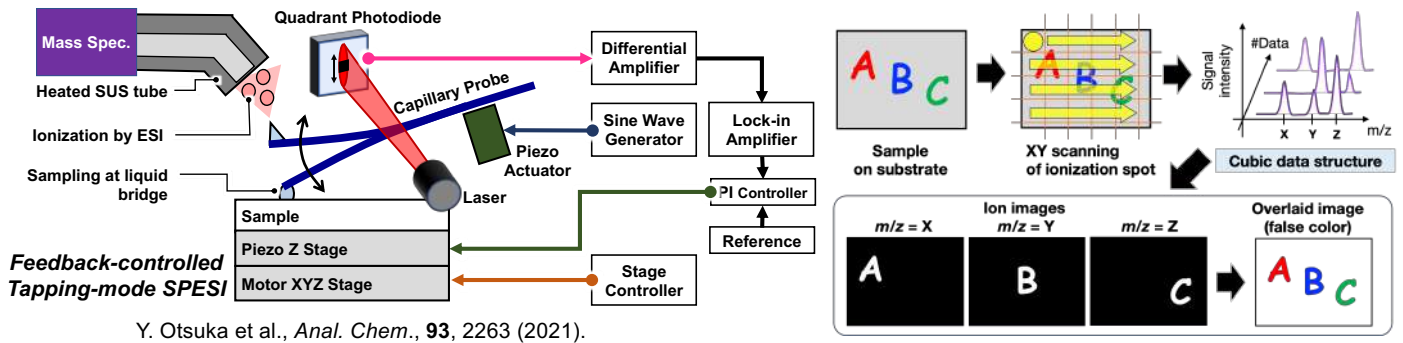 Quadrant Photodiode
Mass Spec.
Heated SUS tube
Ionization by ESI
Sampling at liquid
bridge
Capillary Probe
Piezo
Actuator
Laser
Differential
Amplifier
Sine Wave
Generator
Lock-in
Amplifier
PI Controller
Reference
Stage
Controller
Sample
Piezo Z Stage
Motor XYZ Stage
Feedback-controlled
Tapping-mode SPESI
Y. Otsuka et al., Anal. Chem., 93, 2263 (2021).
A
B
C
Sample
on substrate
A
B
C
XY scanning
of ionization spot
Signal
intensity
#Data
X Y Z
m/z
Cubic data structure
Ion images
m/z = X
m/z = Y
m/z = Z
Overlaid image
(false color)
A
B
C
A
B
C